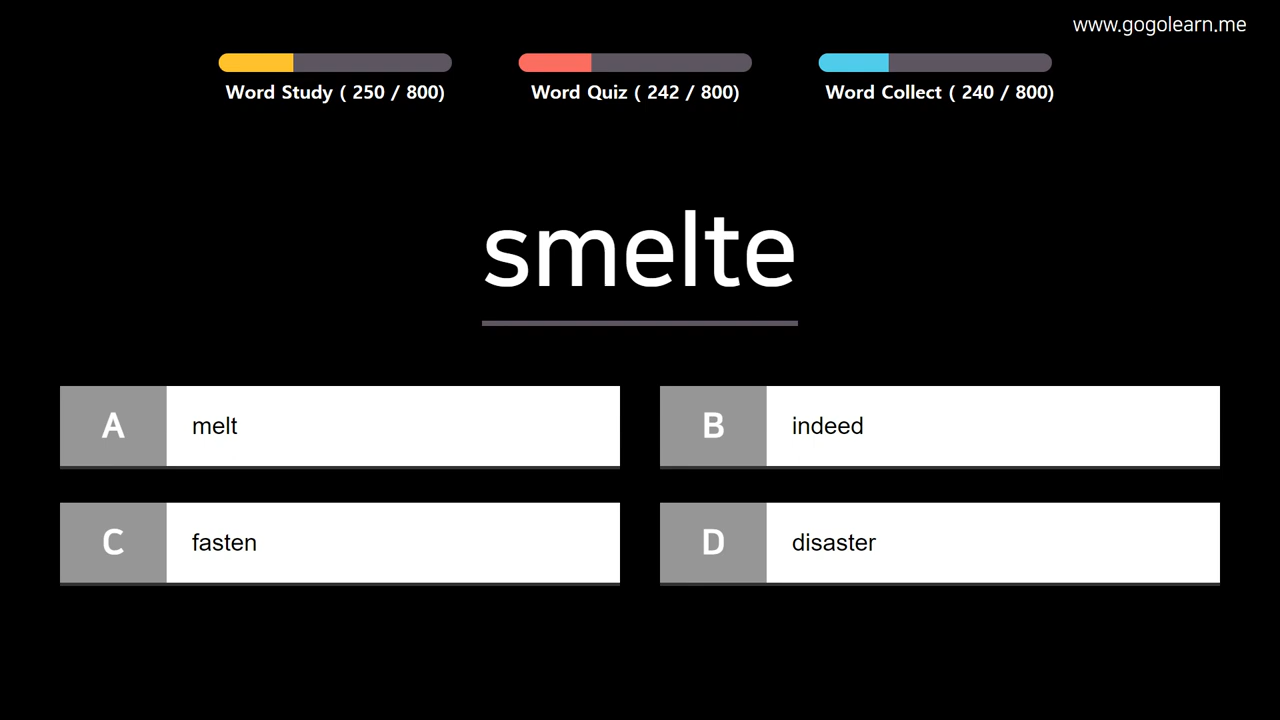 www.gogolearn.me
Word Study ( 250 / 800)
Word Quiz ( 242 / 800)
Word Collect ( 240 / 800)
smelte
A melt
B indeed
C fasten
D disaster